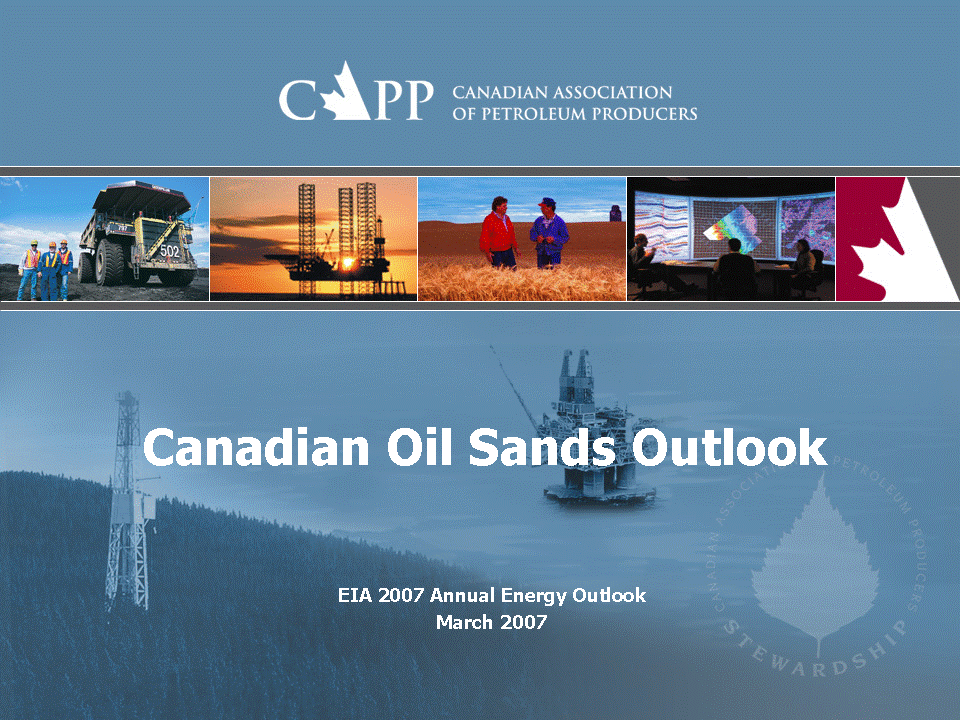 CAPP
CANADIAN ASSOCIATION
OF PETROLEUM PRODUCERS
797
502
Canadian Oil Sands Outlook
CANADIAN ASSOCIATION OF PETROLEUM PRODUCERS
STEWARDSHIP
EIA 2007 Annual Energy Outlook
March 2007